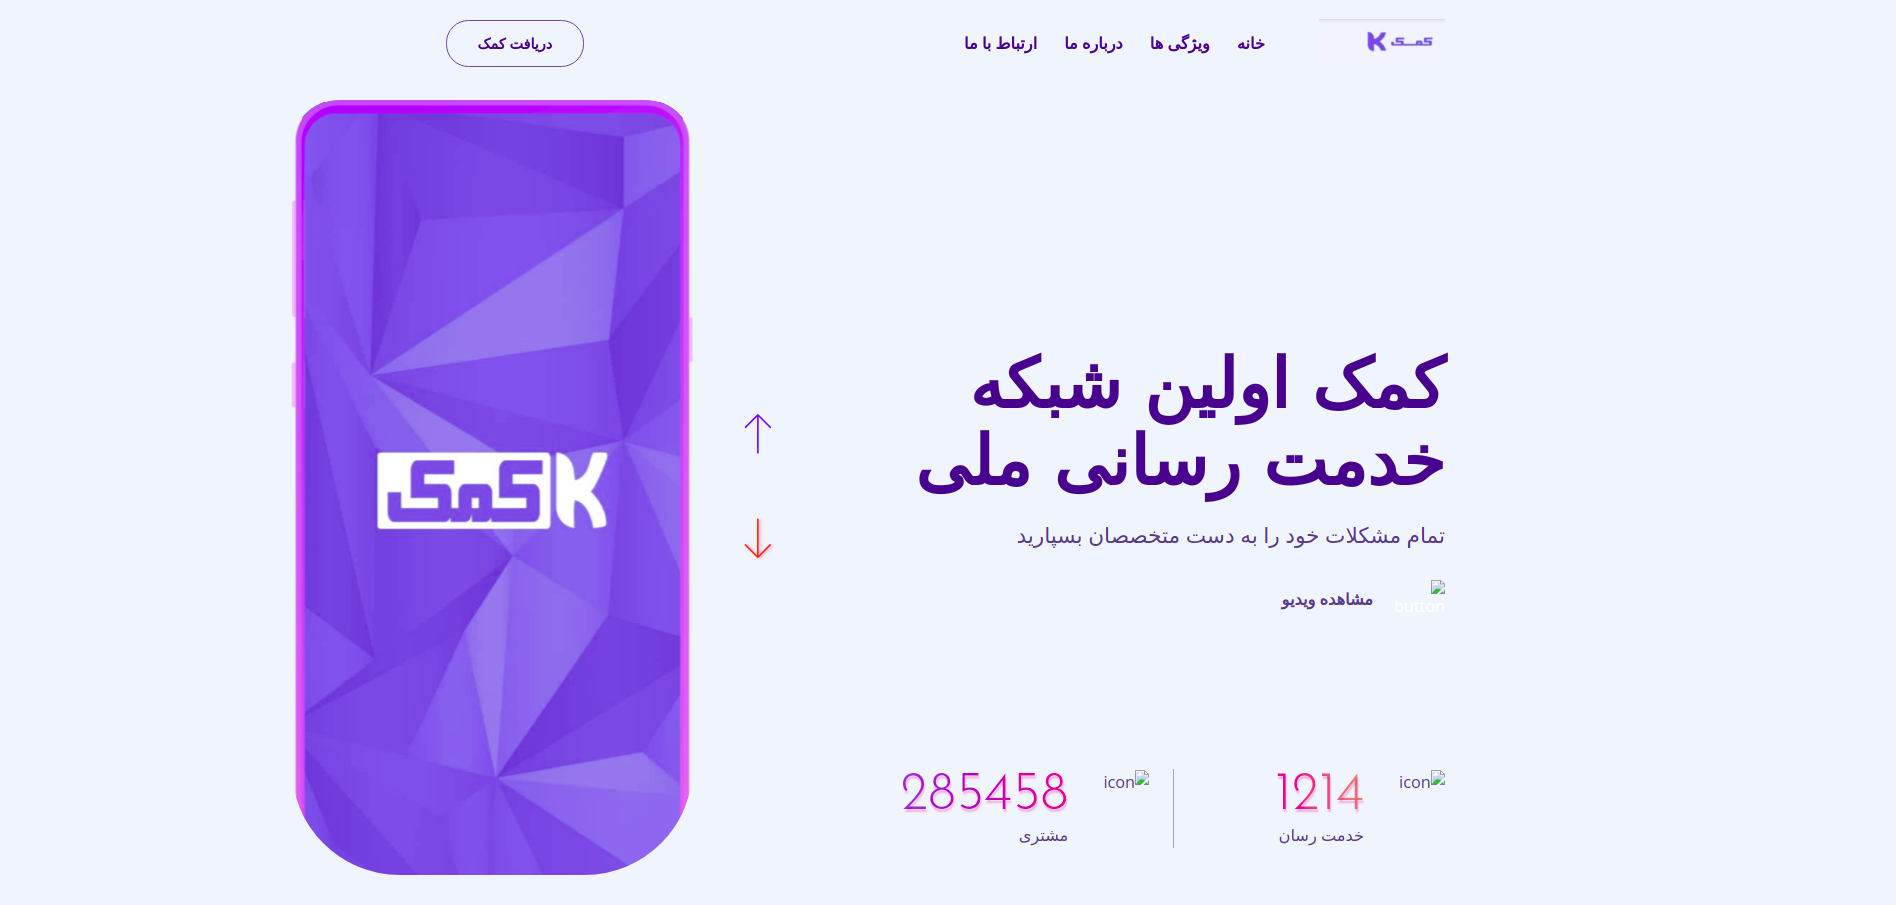 کمک K
خانه
ویژگی ها
درباره ما
ارتباط با ما
دریافت کمک
کمک اولین شبکه
خدمت رسانی ملی
تمام مشکلات خود را به دست متخصصان بسپارید
button
مشاهده ویدیو
icon
1214
خدمت رسان
icon
285458
مشتری
K کمک